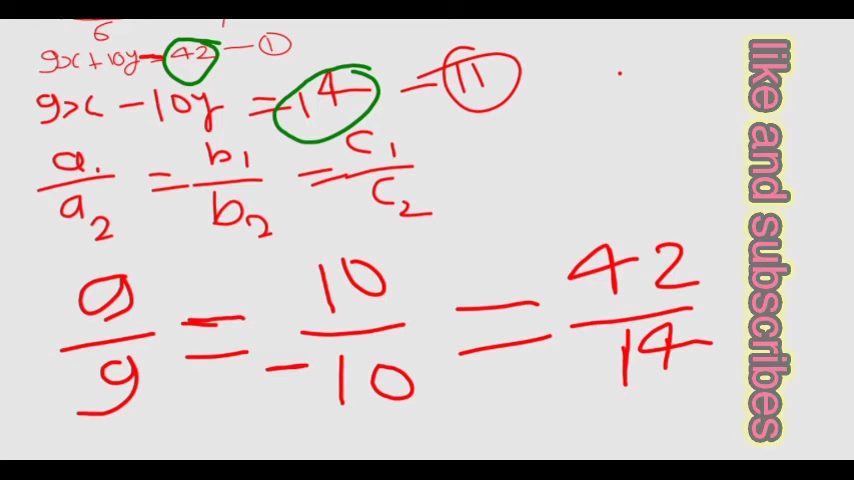 6
9x + 10y = 42 — ①
9x - 10y = 14 = 11
a1/a2 = b1/b2 = c1/c2
9/9 = 10/-10 = 42/14
like and subscribes